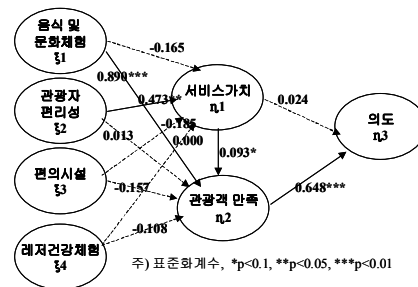 음식 및
문화체험
ξ1
-0.165
0.890***
관광자
편리성
ξ2
0.473**
서비스가치
η1
0.024
0.013
-0.185
0.000
의도
η3
편의시설
ξ3
0.093*
-0.157
관광객 만족
η2
0.648***
레저건강체험
ξ4
-0.108
주) 표준화계수, *p<0.1, **p<0.05, ***p<0.01